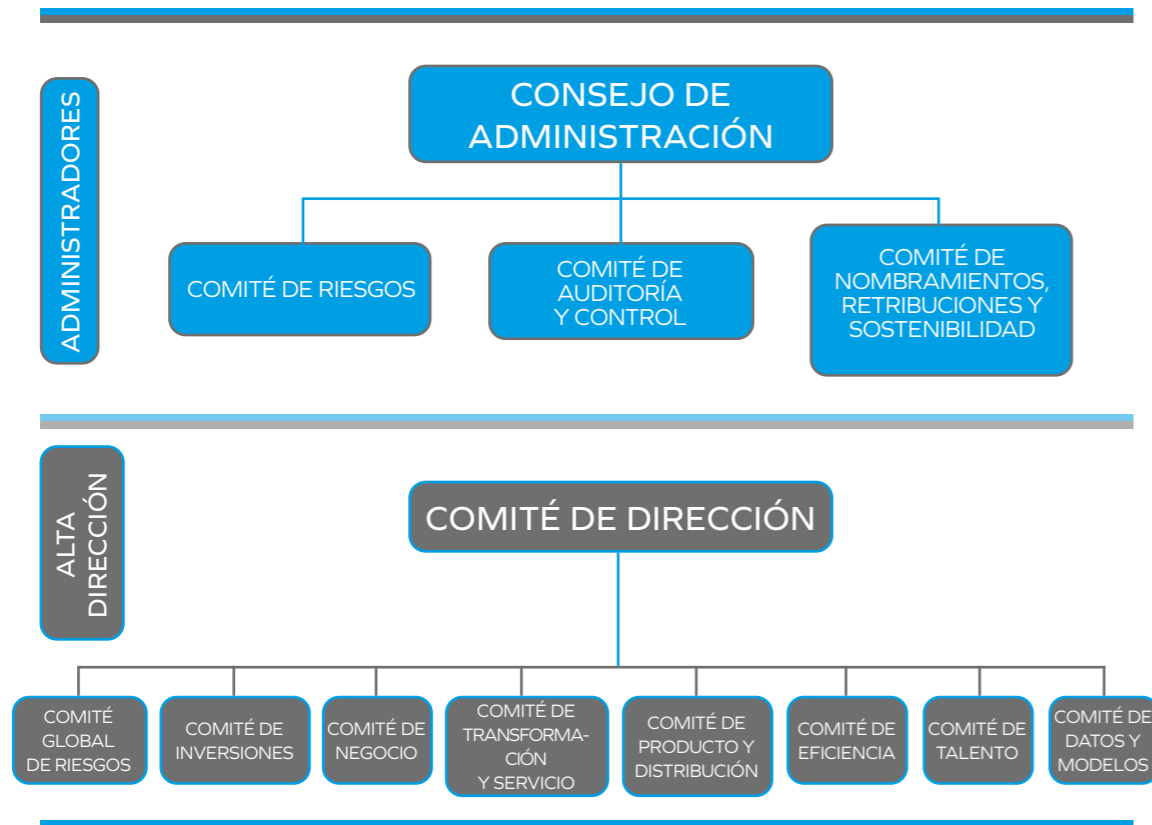 ADMINISTRADORES
CONSEJO DE
ADMINISTRACIÓN
COMITÉ DE RIESGOS
COMITÉ DE
AUDITORÍA
Y CONTROL
COMITÉ DE
NOMBRAMIENTOS,
RETRIBUCIONES Y
SOSTENIBILIDAD
ALTA
DIRECCIÓN
COMITÉ DE DIRECCIÓN
COMITÉ
GLOBAL
DE RIESGOS
COMITÉ DE
INVERSIONES
COMITÉ DE
NEGOCIO
COMITÉ DE
TRANSFORMA-
CIÓN
Y SERVICIO
COMITÉ DE
PRODUCTO Y
DISTRIBUCIÓN
COMITÉ DE
EFICIENCIA
COMITÉ DE
TALENTO
COMITÉ DE
DATOS Y
MODELOS